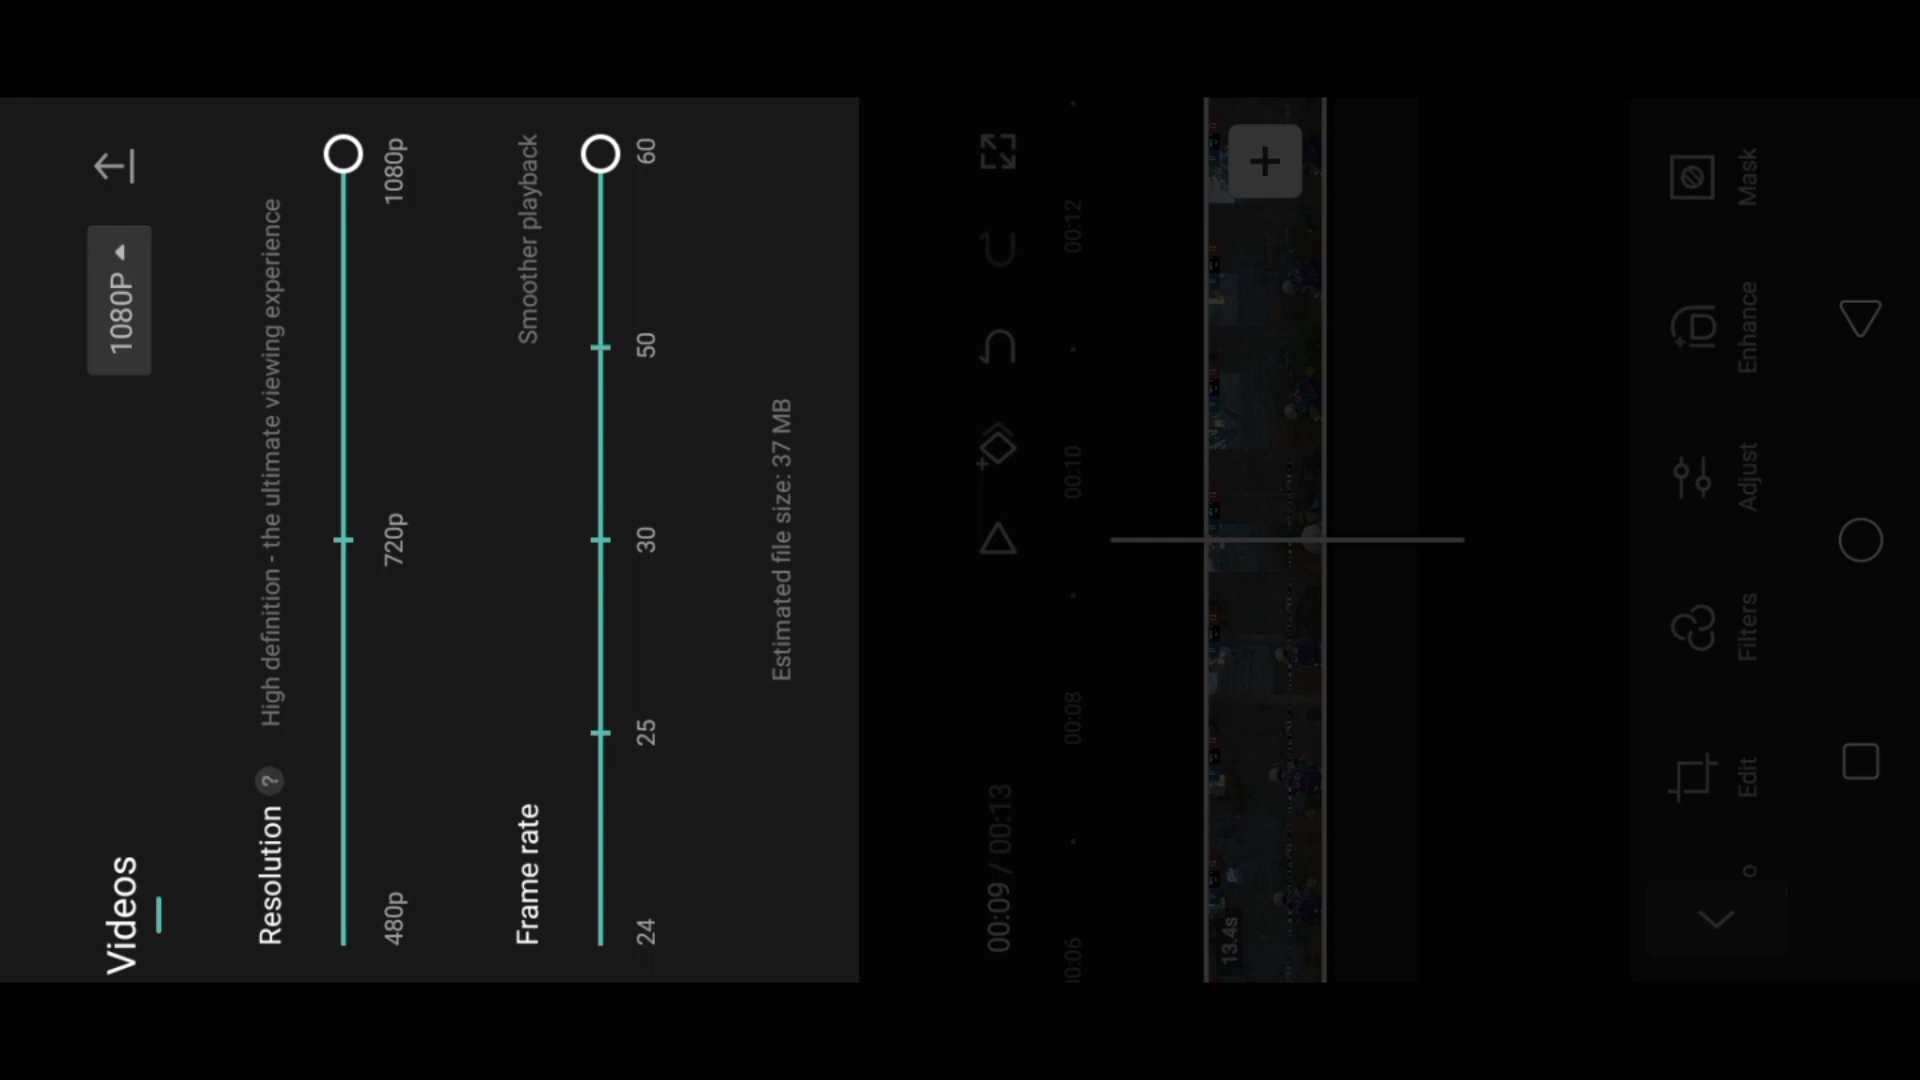 Videos
1080P
Resolution ? High definition - the ultimate viewing experience
480p 720p 1080p
Frame rate Smoother playback
24 25 30 50 60
Estimated file size: 37 MB
00:09 / 00:13
0:06 00:08 00:10 00:12
13.4s
o Edit Filters Adjust Enhance Mask